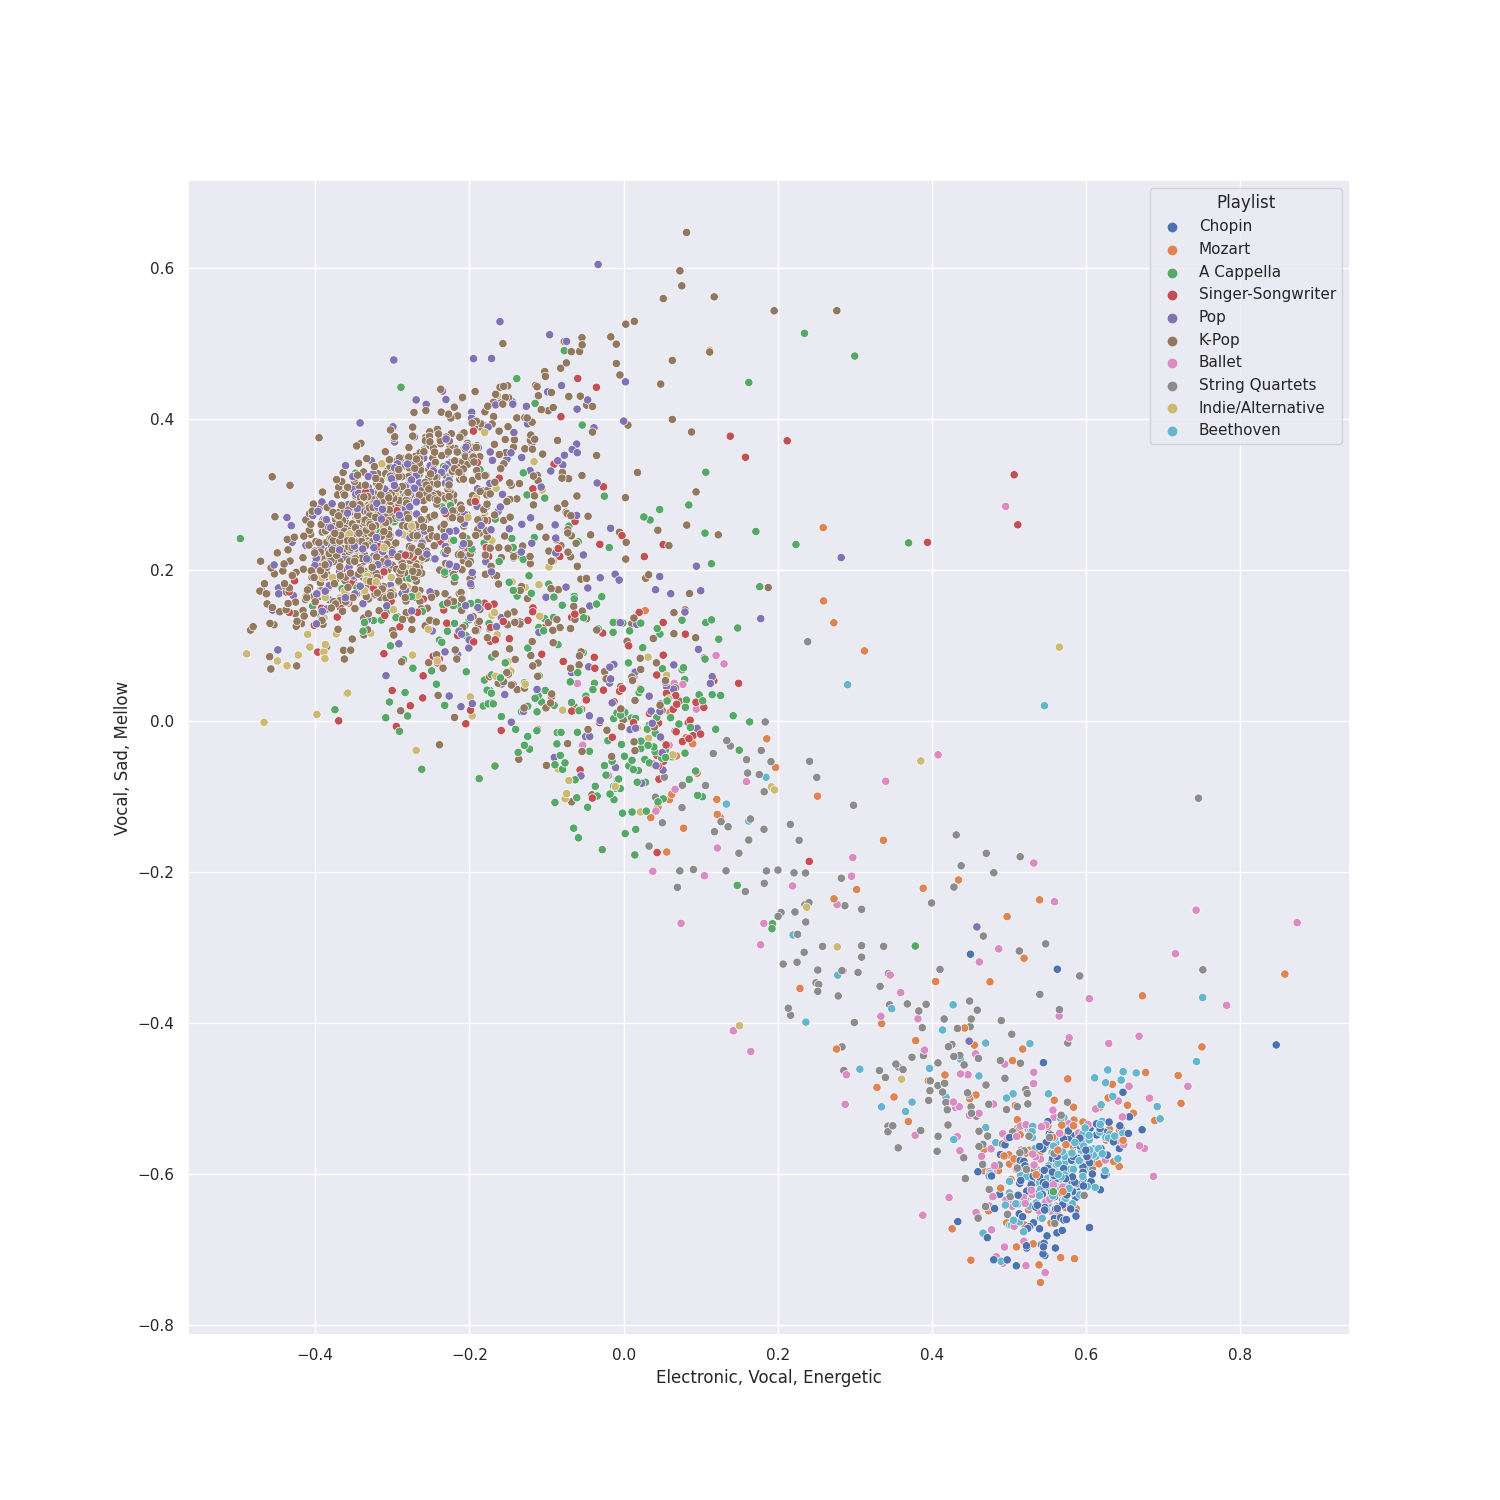 Playlist
Chopin
Mozart
A Cappella
Singer-Songwriter
Pop
K-Pop
Ballet
String Quartets
Indie/Alternative
Beethoven
0.6
0.4
0.2
0.0
−0.2
−0.4
−0.6
−0.8
Vocal, Sad, Mellow
−0.4 −0.2 0.0 0.2 0.4 0.6 0.8
Electronic, Vocal, Energetic